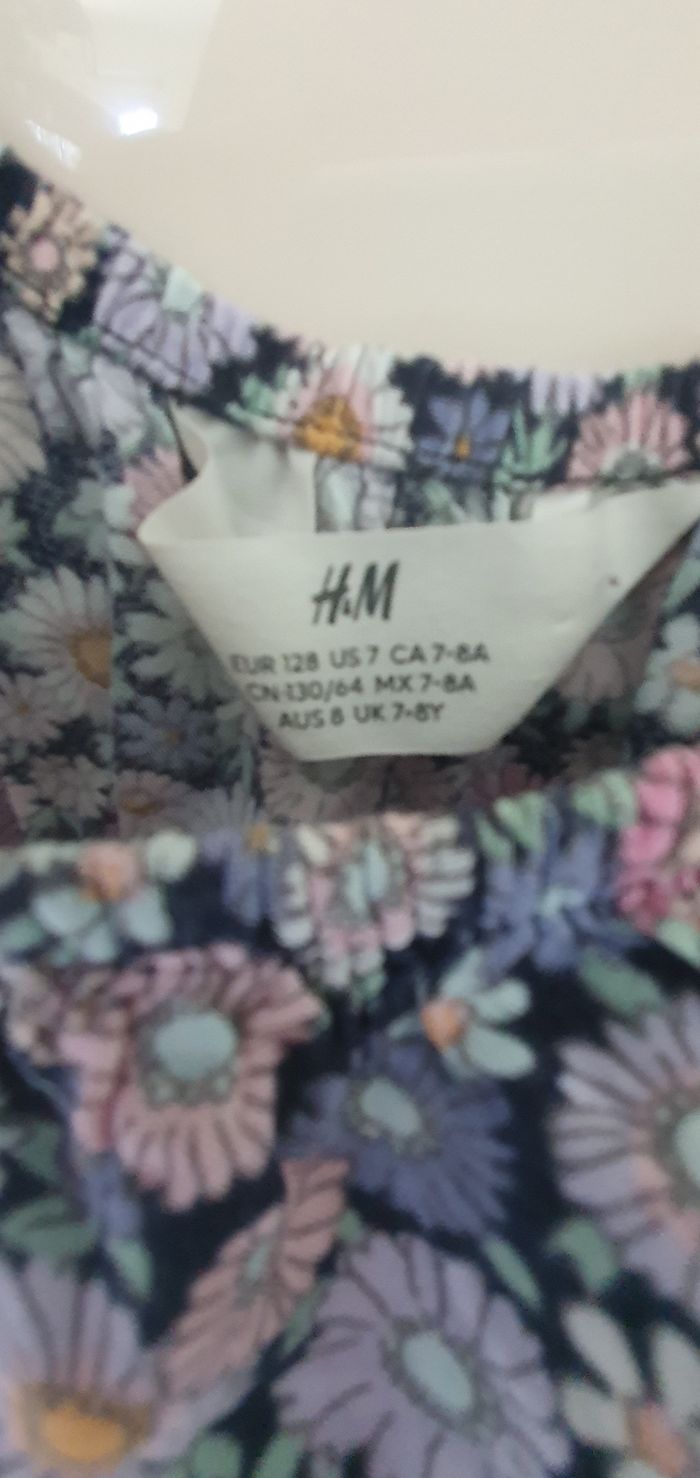 H&M
EUR 128 US 7 CA 7-8A
CN-130/64 MX 7-8A
AUS 8 UK 7-8Y